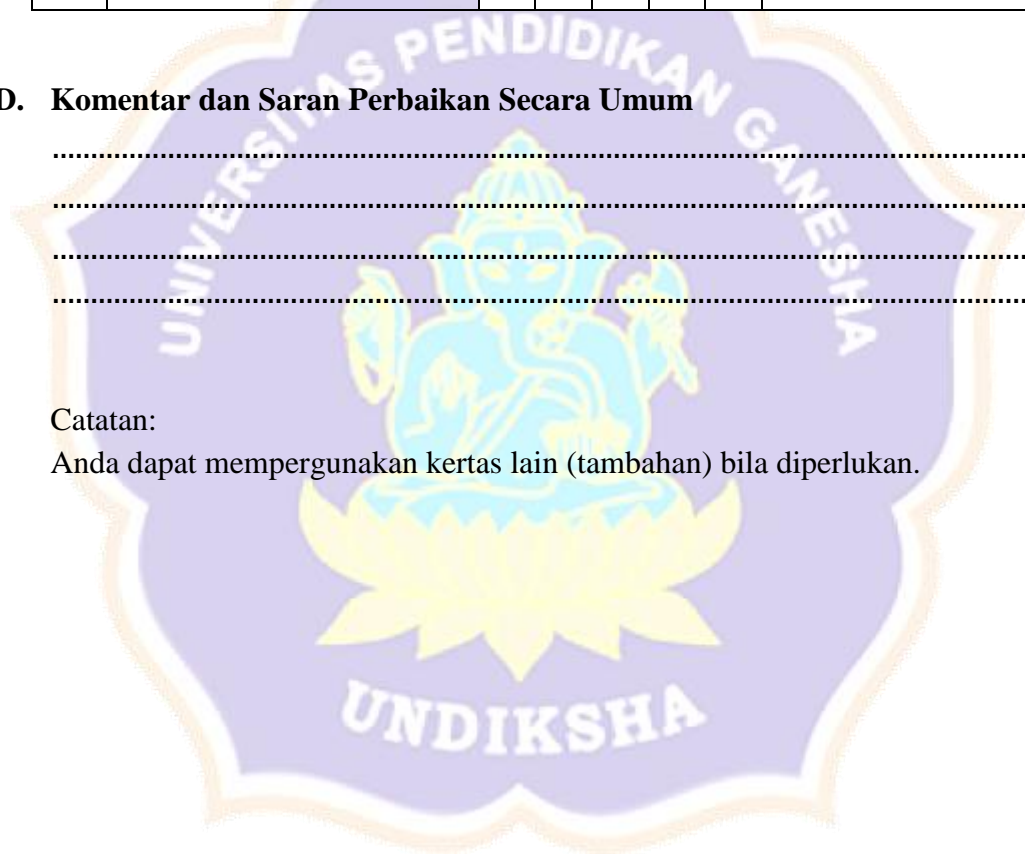 D. Komentar dan Saran Perbaikan Secara Umum
....................................................................................................
....................................................................................................
....................................................................................................
....................................................................................................
Catatan:
Anda dapat mempergunakan kertas lain (tambahan) bila diperlukan.
UNIVERSITAS PENDIDIKAN GANESHA
UNDIKSHA